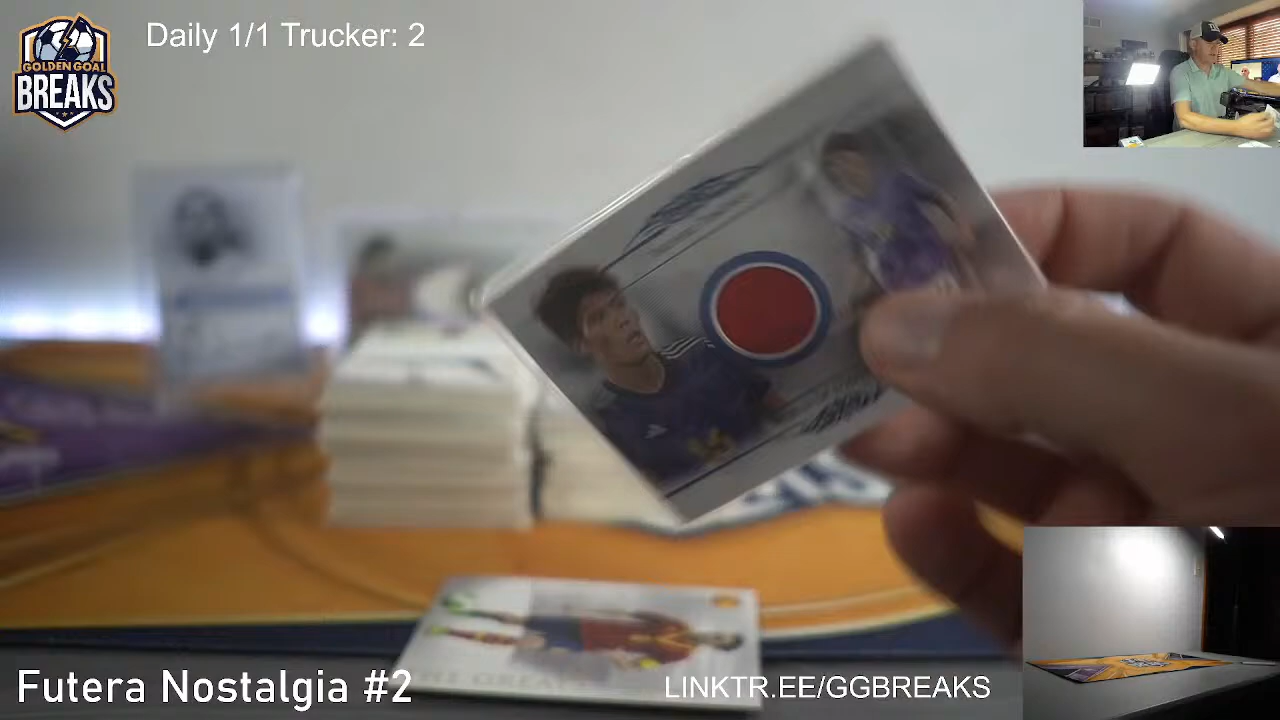 Daily 1/1 Trucker: 2
GOLDEN GOAL
BREAKS
Futera Nostalgia #2
LINKTR.EE/GGBREAKS